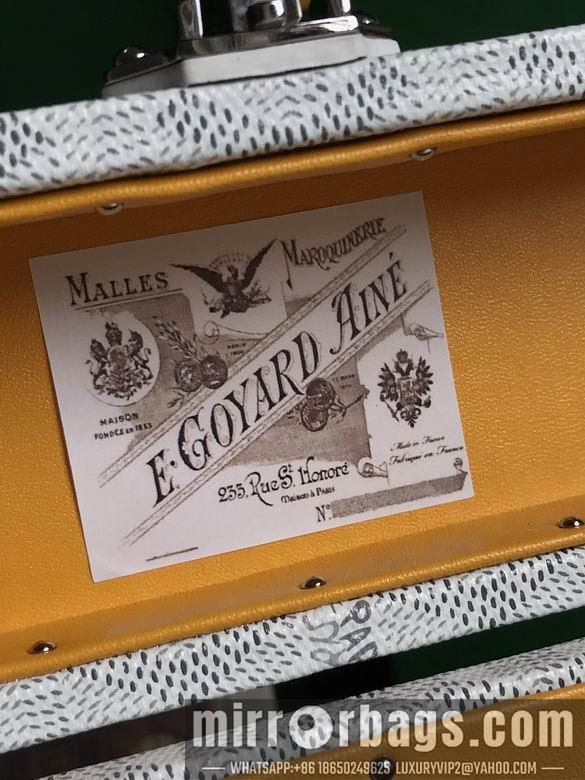 MALLES
MAROQUINERIE
E. GOYARD AINÉ
MAISON
FONDÉE EN 1853
233, Rue St. Honoré
Maison à Paris
Made in France
Fabriqué en France
N°
mirrorbags.com
WHATSAPP:+86 18650249625 LUXURYVIP2@YAHOO.COM